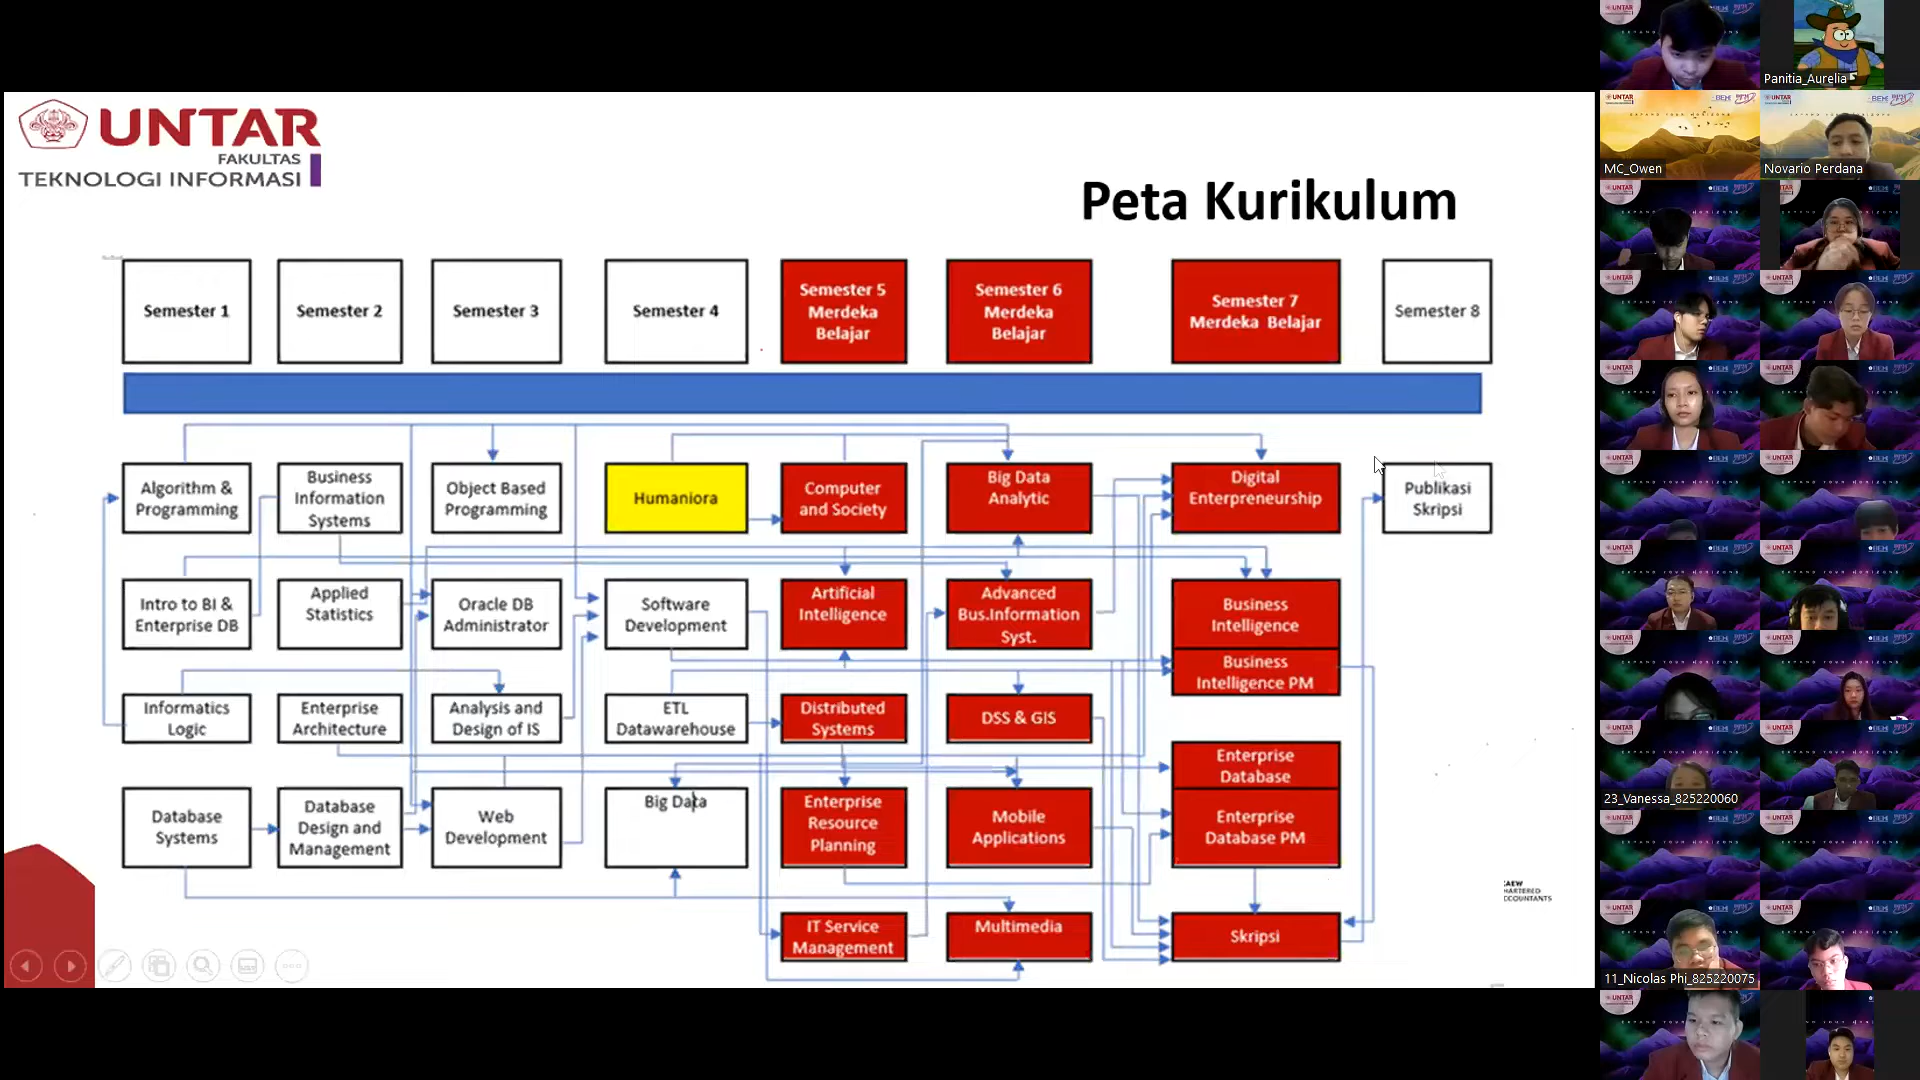 UNTAR
FAKULTAS
TEKNOLOGI INFORMASI
Peta Kurikulum
Semester 1
Semester 2
Semester 3
Semester 4
Semester 5
Merdeka
Belajar
Semester 6
Merdeka
Belajar
Semester 7
Merdeka Belajar
Semester 8
Algorithm &
Programming
Business
Information
Systems
Object Based
Programming
Humaniora
Computer
and Society
Big Data
Analytic
Digital
Enterpreneurship
Publikasi
Skripsi
Intro to BI &
Enterprise DB
Applied
Statistics
Oracle DB
Administrator
Software
Development
Artificial
Intelligence
Advanced
Bus.Information
Syst.
Business
Intelligence
Business
Intelligence PM
Informatics
Logic
Enterprise
Architecture
Analysis and
Design of IS
ETL
Datawarehouse
Distributed
Systems
DSS & GIS
Enterprise
Database
Database
Systems
Database
Design and
Management
Web
Development
Big Data
Enterprise
Resource
Planning
Mobile
Applications
Enterprise
Database PM
IT Service
Management
Multimedia
Skripsi
CAEW
HARTERED
CCOUNTANTS
Panitia_Aurelia
MC_Owen
Novario Perdana
23_Vanessa_825220060
11_Nicolas Phi_825220075